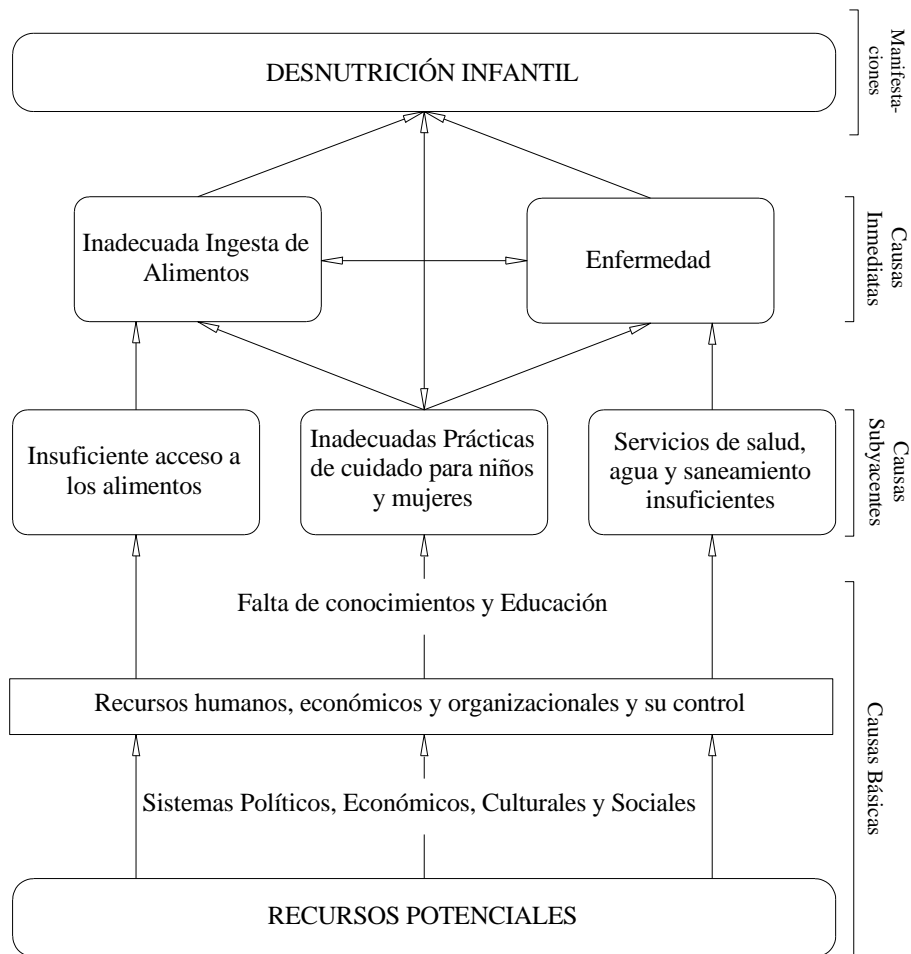 DESNUTRICIÓN INFANTIL
Manifesta-
ciones
Inadecuada Ingesta de
Alimentos
Enfermedad
Causas
Inmediatas
Insuficiente acceso a
los alimentos
Inadecuadas Prácticas
de cuidado para niños
y mujeres
Servicios de salud,
agua y saneamiento
insuficientes
Causas
Subyacentes
Falta de conocimientos y Educación
Recursos humanos, económicos y organizacionales y su control
Sistemas Políticos, Económicos, Culturales y Sociales
RECURSOS POTENCIALES
Causas Básicas